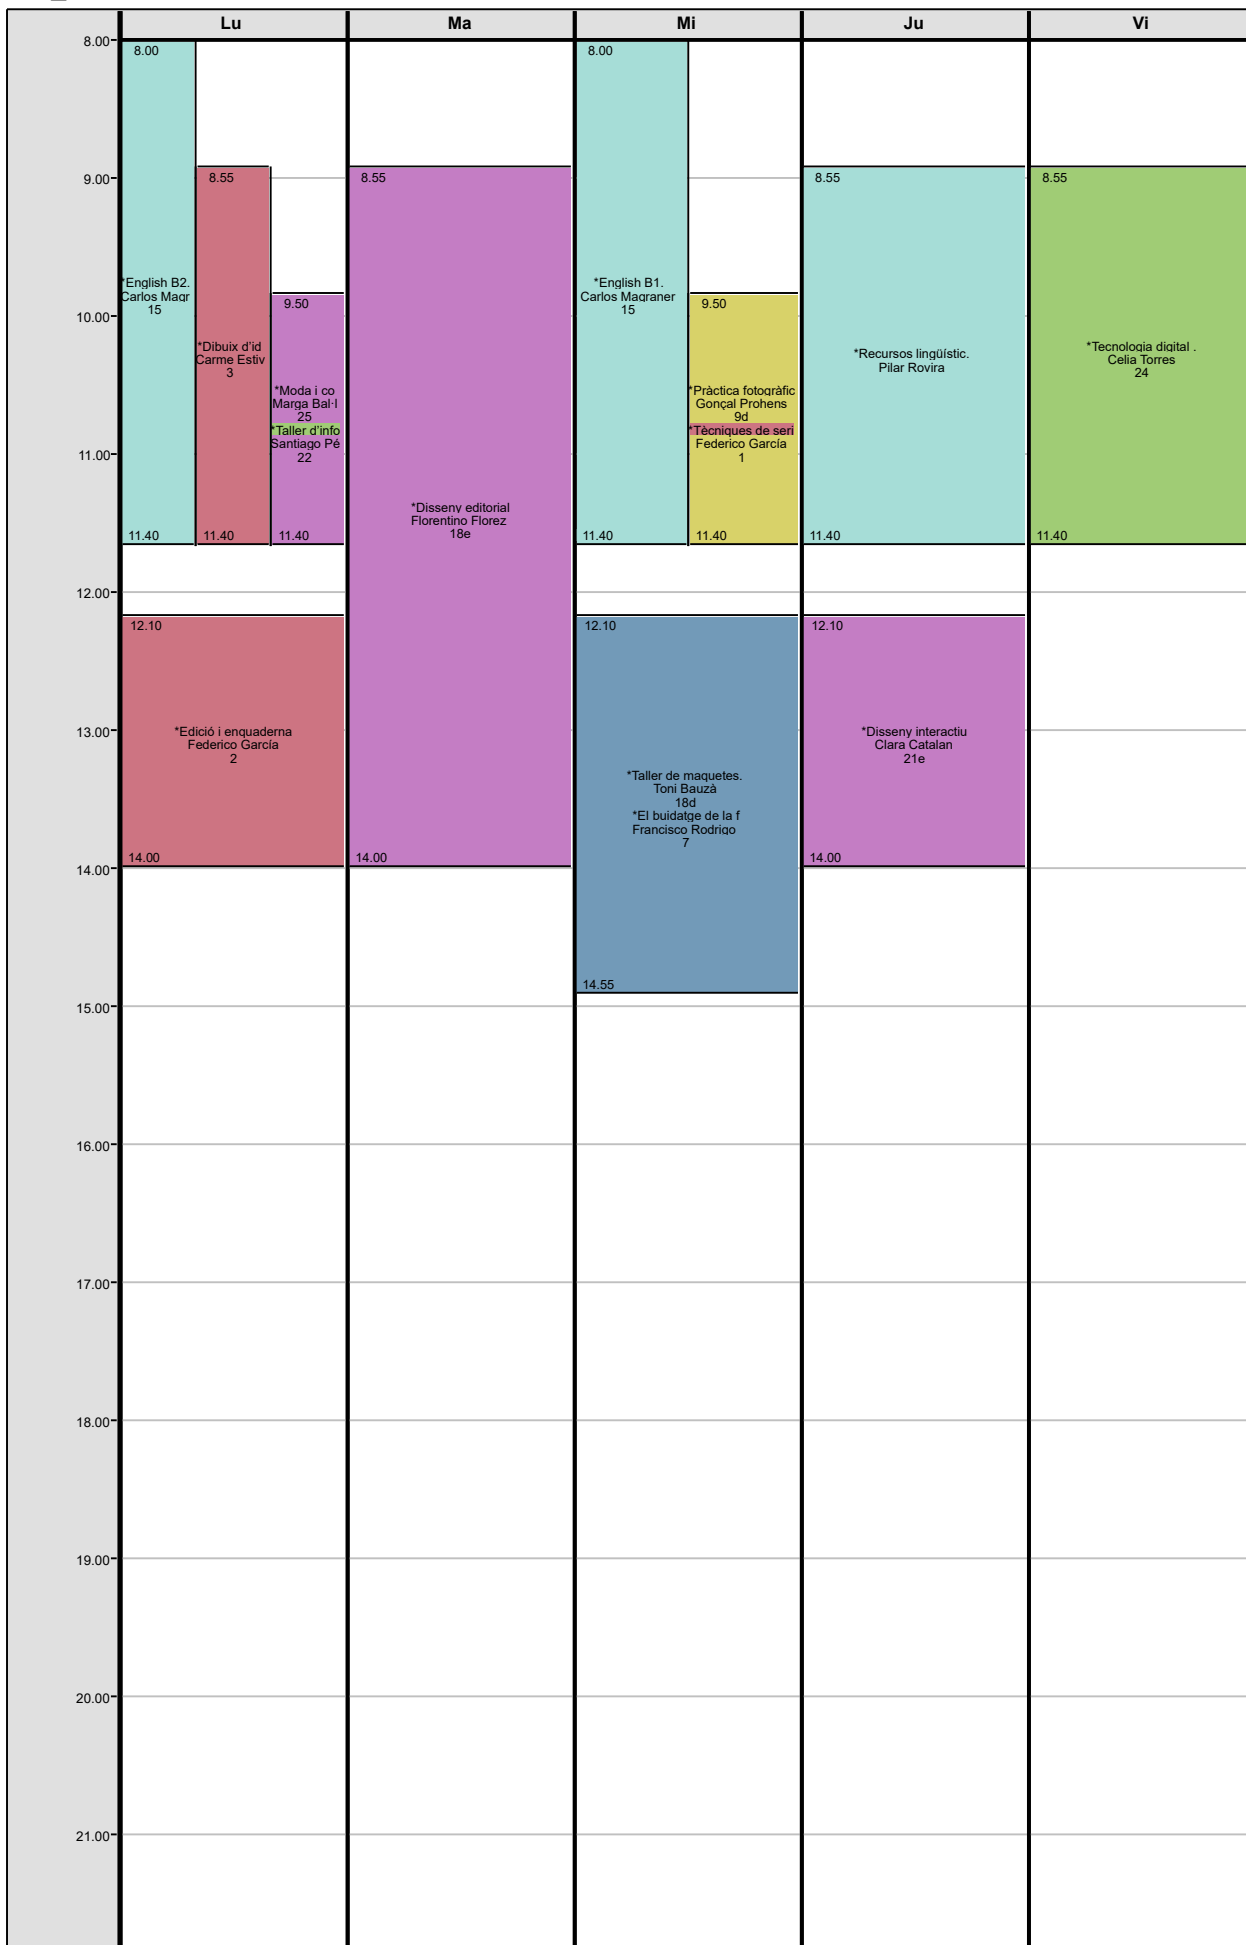 Lu
Ma
Mi
Ju
Vi
8.00
9.00
10.00
11.00
12.00
13.00
14.00
15.00
16.00
17.00
18.00
19.00
20.00
21.00
8.00
*English B2.
Carlos Magr
15
11.40
8.55
*Dibuix d'id
Carme Estiv
3
11.40
9.50
*Moda i co
Marga Bal·l
25
*Taller d'info
Santiago Pé
22
11.40
12.10
*Edició i enquaderna
Federico García
2
14.00
8.55
*Disseny editorial
Florentino Florez
18e
14.00
8.00
*English B1.
Carlos Magraner
15
11.40
9.50
*Pràctica fotogràfic
Gonçal Prohens
9d
*Tècniques de seri
Federico García
1
11.40
12.10
*Taller de maquetes.
Toni Bauzà
18d
*El buidatge de la f
Francisco Rodrigo
7
14.55
8.55
*Recursos lingüístic.
Pilar Rovira
11.40
12.10
*Disseny interactiu
Clara Catalan
21e
14.00
8.55
*Tecnologia digital .
Celia Torres
24
11.40